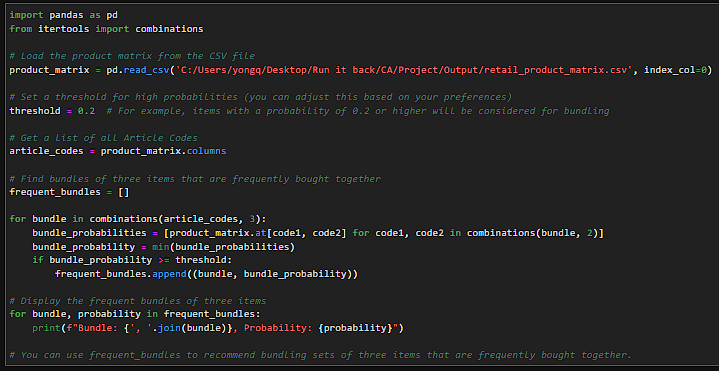 import pandas as pd
from itertools import combinations
# Load the product matrix from the CSV file
product_matrix = pd.read_csv('C:/Users/yongq/Desktop/Run it back/CA/Project/Output/retail_product_matrix.csv', index_col=0)
# Set a threshold for high probabilities (you can adjust this based on your preferences)
threshold = 0.2  # For example, items with a probability of 0.2 or higher will be considered for bundling
# Get a list of all Article Codes
article_codes = product_matrix.columns
# Find bundles of three items that are frequently bought together
frequent_bundles = []
for bundle in combinations(article_codes, 3):
    bundle_probabilities = [product_matrix.at[code1, code2] for code1, code2 in combinations(bundle, 2)]
    bundle_probability = min(bundle_probabilities)
    if bundle_probability >= threshold:
        frequent_bundles.append((bundle, bundle_probability))
# Display the frequent bundles of three items
for bundle, probability in frequent_bundles:
    print(f"Bundle: {', '.join(bundle)}, Probability: {probability}")
# You can use frequent_bundles to recommend bundling sets of three items that are frequently bought together.